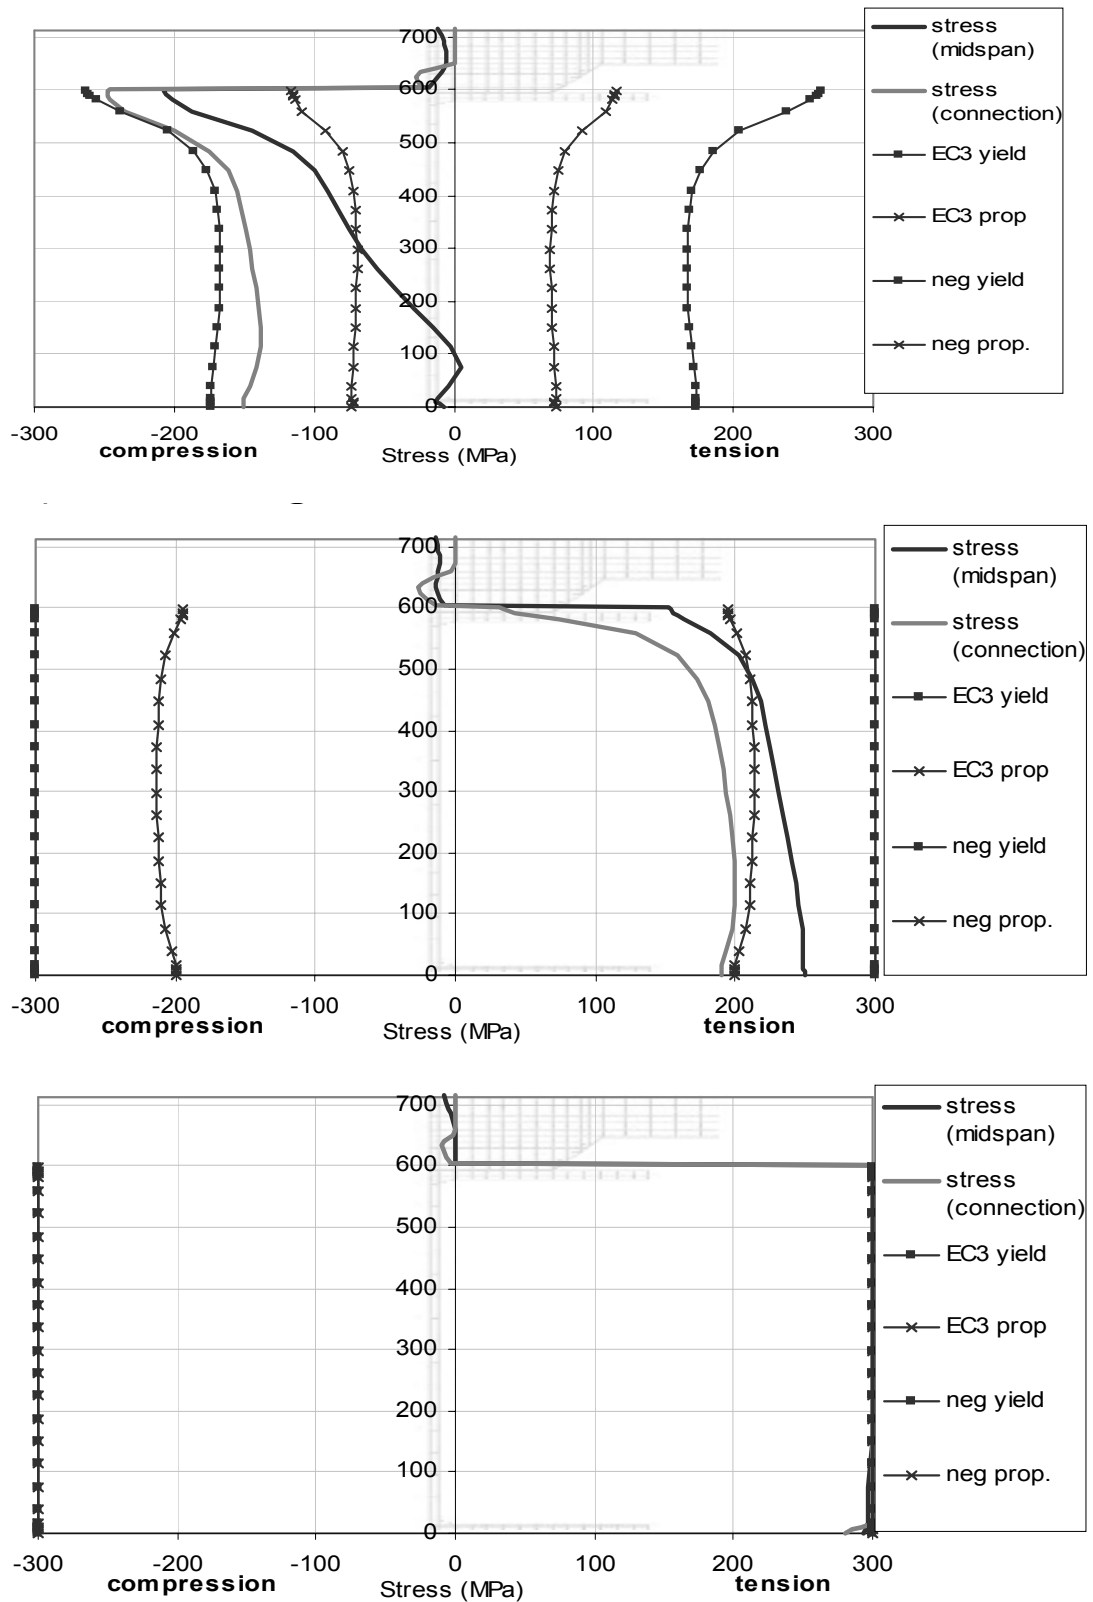 700
600
500
400
300
200
100
0
-300
-200
-100
0
100
200
300
compression
Stress (MPa)
tension
stress
(midspan)
stress
(connection)
EC3 yield
EC3 prop
neg yield
neg prop.
700
600
500
400
300
200
100
0
-300
-200
-100
0
100
200
300
compression
Stress (MPa)
tension
stress
(midspan)
stress
(connection)
EC3 yield
EC3 prop
neg yield
neg prop.
700
600
500
400
300
200
100
0
-300
-200
-100
0
100
200
300
compression
Stress (MPa)
tension
stress
(midspan)
stress
(connection)
EC3 yield
EC3 prop
neg yield
neg prop.